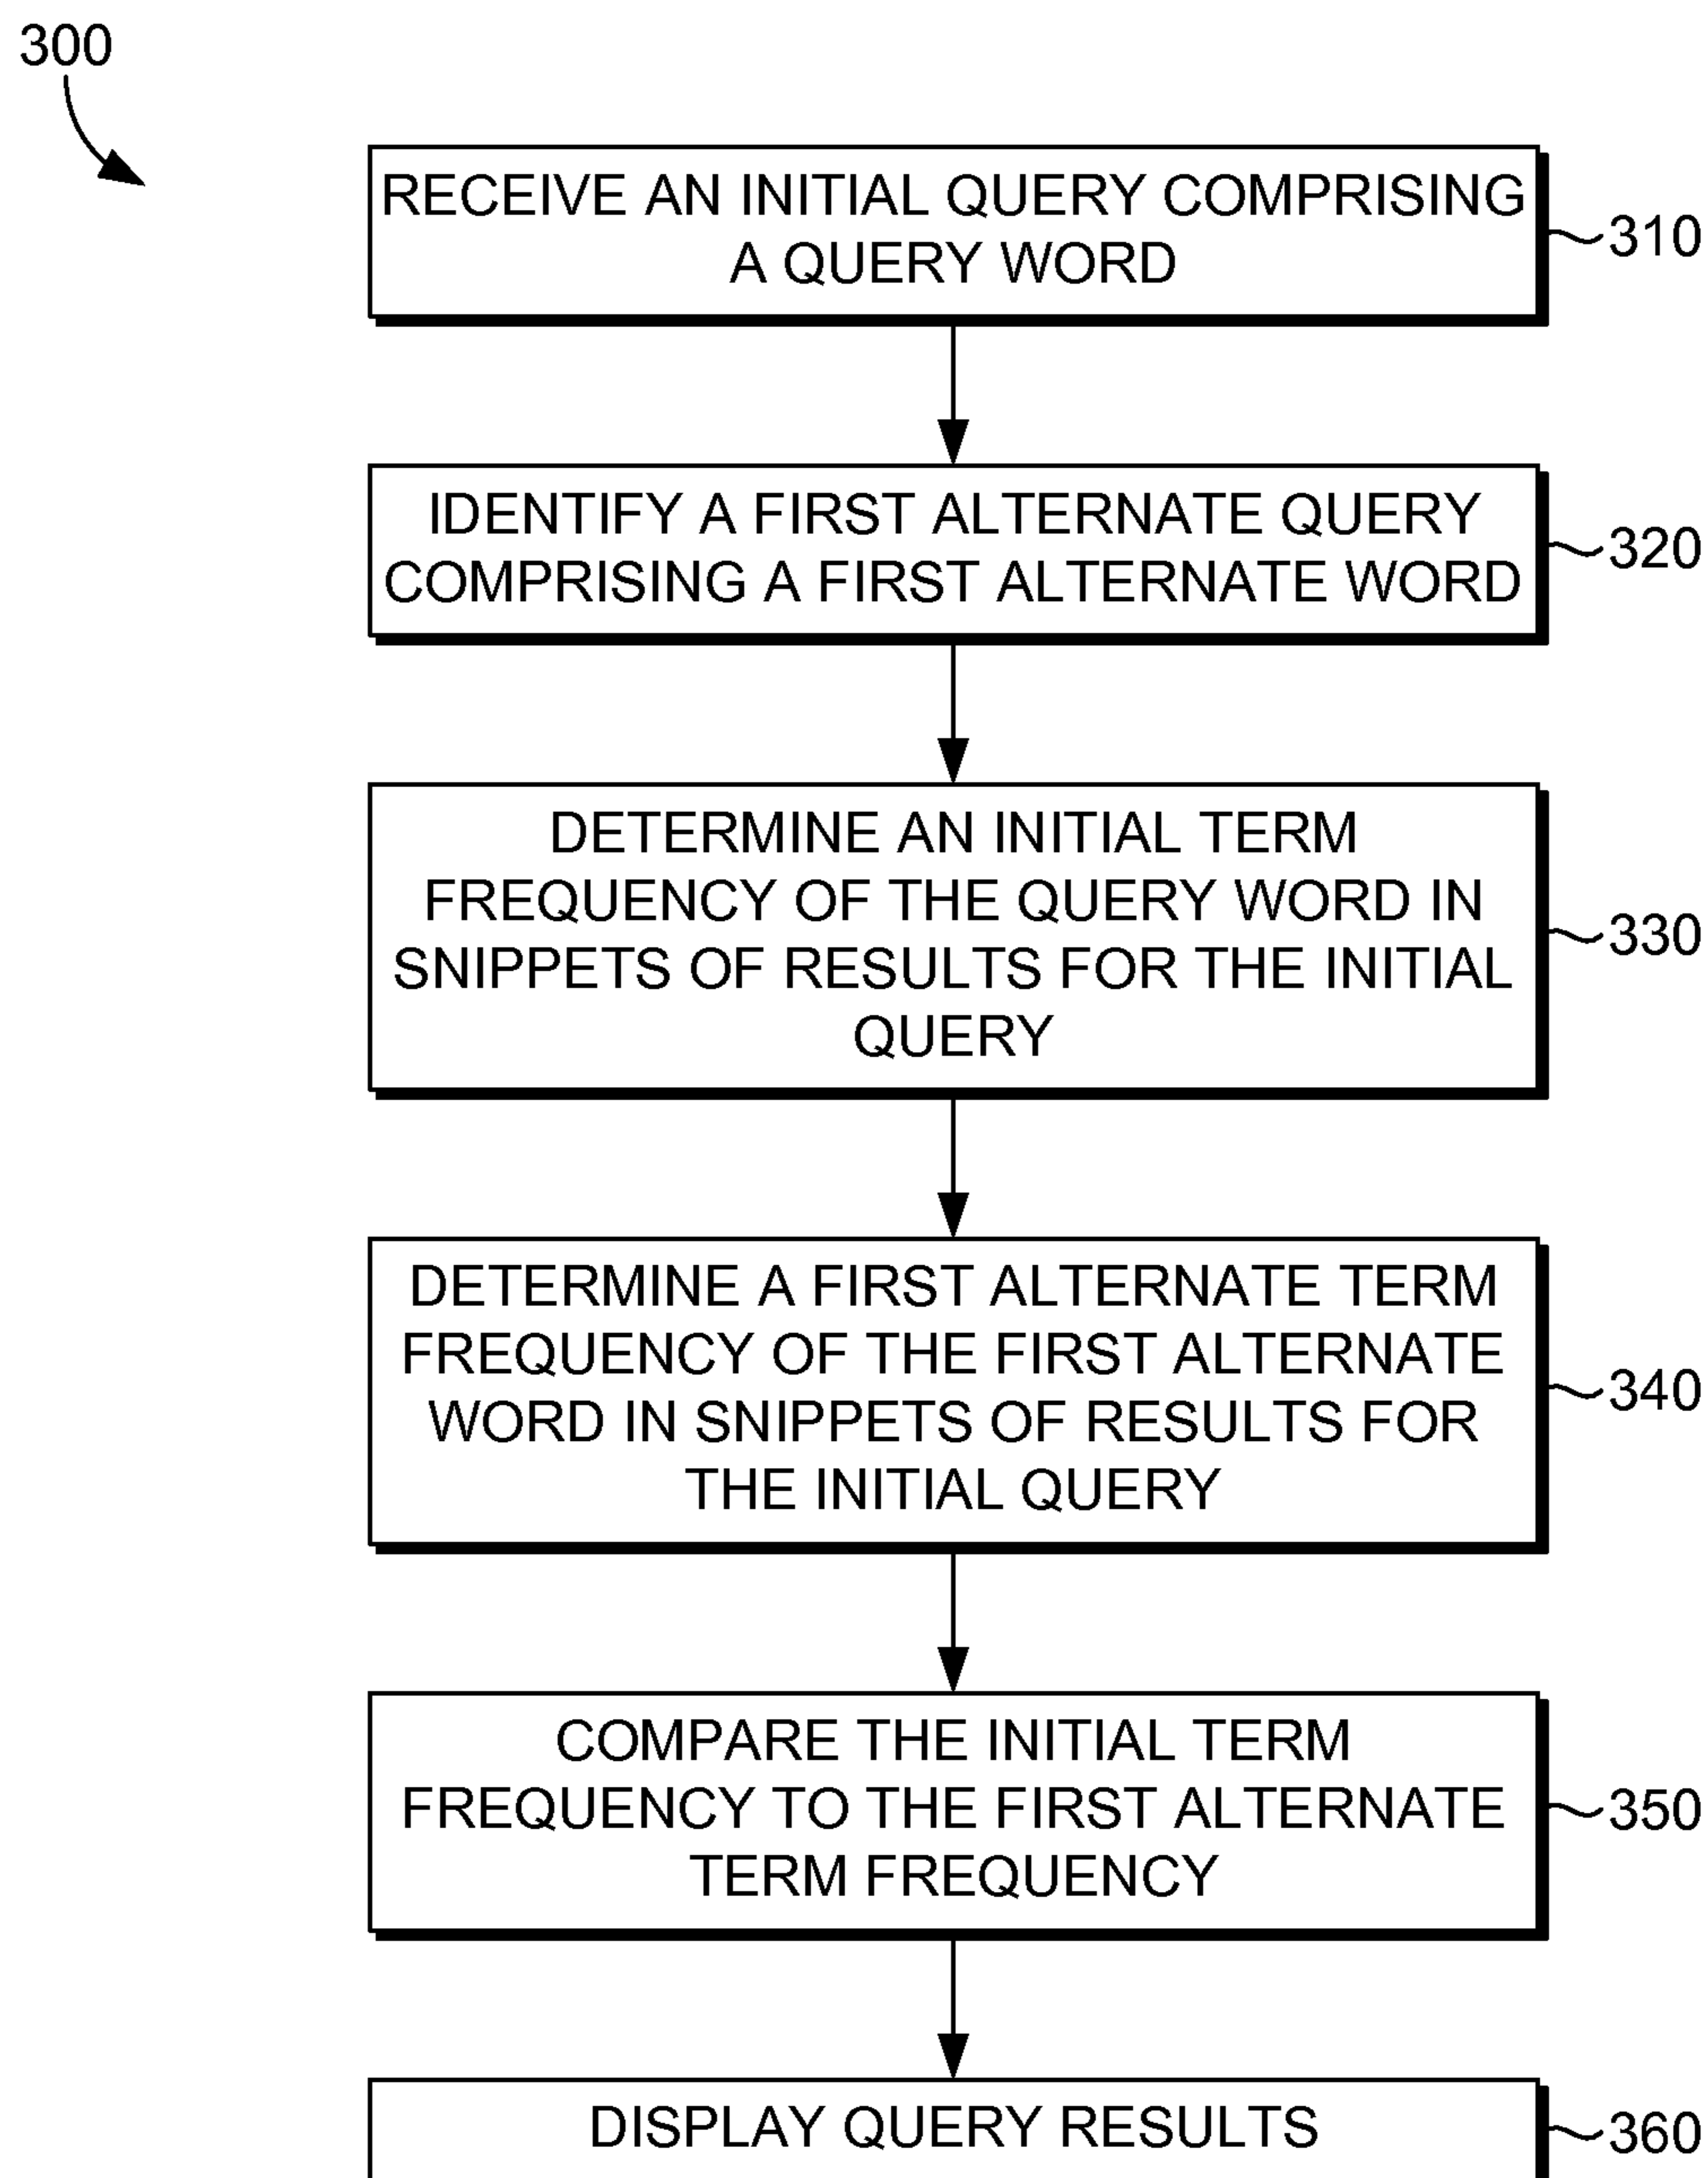 300
RECEIVE AN INITIAL QUERY COMPRISING
A QUERY WORD
310
IDENTIFY A FIRST ALTERNATE QUERY
COMPRISING A FIRST ALTERNATE WORD
320
DETERMINE AN INITIAL TERM
FREQUENCY OF THE QUERY WORD IN
SNIPPETS OF RESULTS FOR THE INITIAL
QUERY
330
DETERMINE A FIRST ALTERNATE TERM
FREQUENCY OF THE FIRST ALTERNATE
WORD IN SNIPPETS OF RESULTS FOR
THE INITIAL QUERY
340
COMPARE THE INITIAL TERM
FREQUENCY TO THE FIRST ALTERNATE
TERM FREQUENCY
350
DISPLAY QUERY RESULTS
360